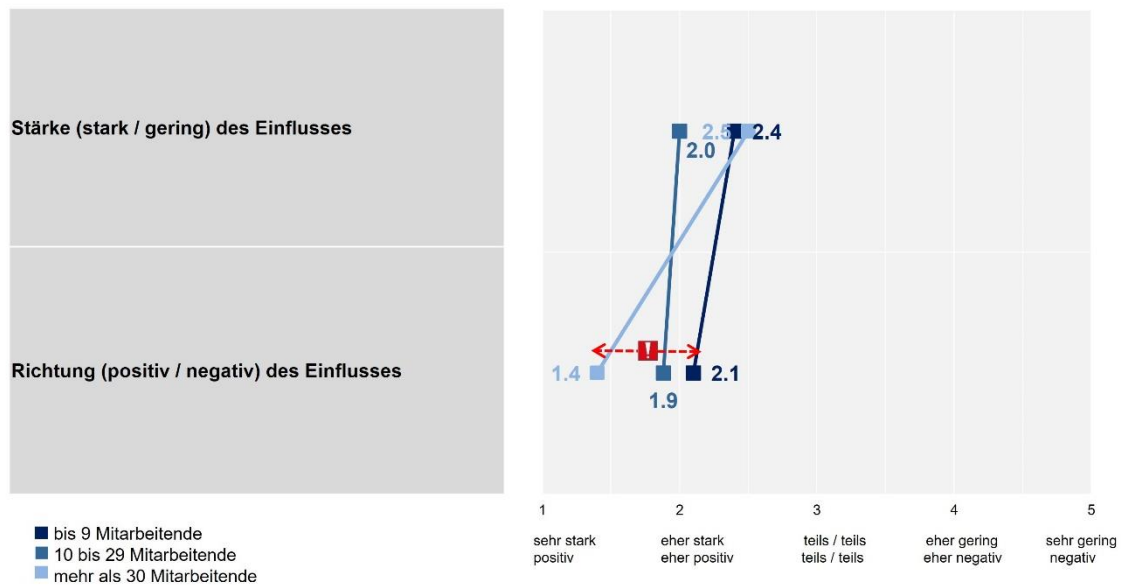 Stärke (stark / gering) des Einflusses
2.5
2.4
2.0
Richtung (positiv / negativ) des Einflusses
!
1.4
2.1
1.9
1 2 3 4 5
sehr stark eher stark teils / teils eher gering sehr gering
positiv eher positiv teils / teils eher negativ negativ
bis 9 Mitarbeitende
10 bis 29 Mitarbeitende
mehr als 30 Mitarbeitende